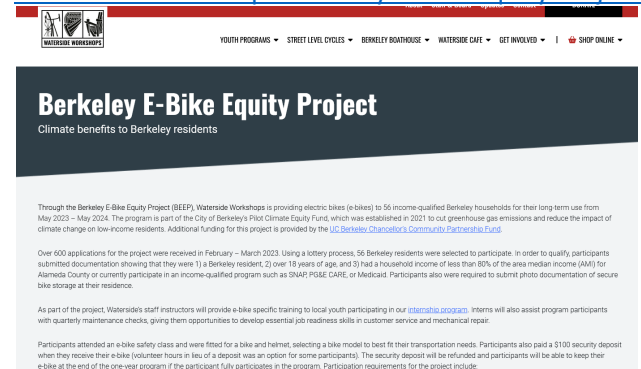 WATERSIDE WORKSHOPS
YOUTH PROGRAMS STREET LEVEL CYCLES BERKELEY BOATHOUSE WATERSIDE CAFE GET INVOLVED | SHOP ONLINE
Berkeley E-Bike Equity Project
Climate benefits to Berkeley residents
Through the Berkeley E-Bike Equity Project (BEEP), Waterside Workshops is providing electric bikes (e-bikes) to 56 income-qualified Berkeley households for their long-term use from
May 2023 – May 2024. The program is part of the City of Berkeley's Pilot Climate Equity Fund, which was established in 2021 to cut greenhouse gas emissions and reduce the impact of
climate change on low-income residents. Additional funding for this project is provided by the UC Berkeley Chancellor's Community Partnership Fund.
Over 600 applications for the project were received in February – March 2023. Using a lottery process, 56 Berkeley residents were selected to participate. In order to qualify, participants
submitted documentation showing that they were 1) a Berkeley resident, 2) over 18 years of age, and 3) had a household income of less than 80% of the area median income (AMI) for
Alameda County or currently participate in an income-qualified program such as SNAP, PG&E CARE, or Medicaid. Participants also were required to submit photo documentation of secure
bike storage at their residence.
As part of the project, Waterside's staff instructors will provide e-bike specific training to local youth participating in our internship program. Interns will also assist program participants
with quarterly maintenance checks, giving them opportunities to develop essential job readiness skills in customer service and mechanical repair.
Participants attended an e-bike safety class and were fitted for a bike and helmet, selecting a bike model to best fit their transportation needs. Participants also paid a $100 security deposit
when they receive their e-bike (volunteer hours in lieu of a deposit was an option for some participants). The security deposit will be refunded and participants will be able to keep their
e-bike at the end of the one-year program if the participant fully participates in the program. Participation requirements for the project include: